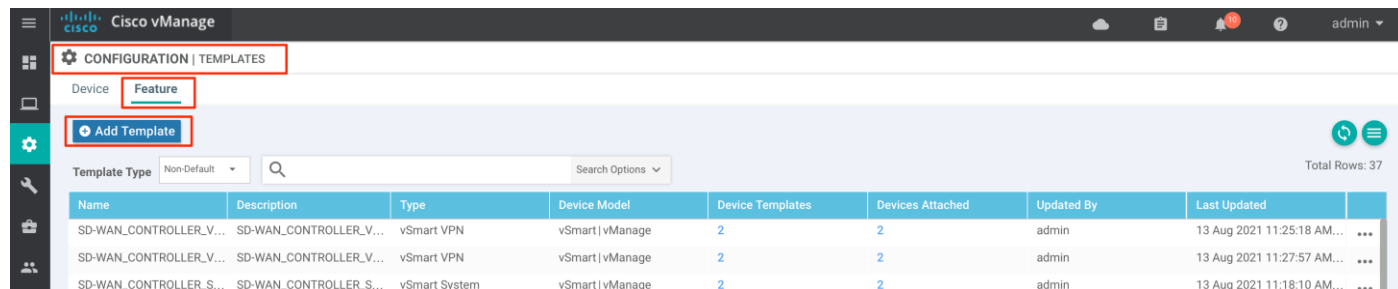 CISCO Cisco vManage 10 admin
CONFIGURATION | TEMPLATES
Device Feature
Add Template
Template Type Non-Default Search Options Total Rows: 37
Name Description Type Device Model Device Templates Devices Attached Updated By Last Updated
SD-WAN_CONTROLLER_V... SD-WAN_CONTROLLER_V... vSmart VPN vSmart|vManage 2 2 admin 13 Aug 2021 11:25:18 AM...
SD-WAN_CONTROLLER_V... SD-WAN_CONTROLLER_V... vSmart VPN vSmart|vManage 2 2 admin 13 Aug 2021 11:27:57 AM...
SD-WAN_CONTROLLER_S... SD-WAN_CONTROLLER_S... vSmart System vSmart|vManage 2 2 admin 13 Aug 2021 11:18:10 AM...